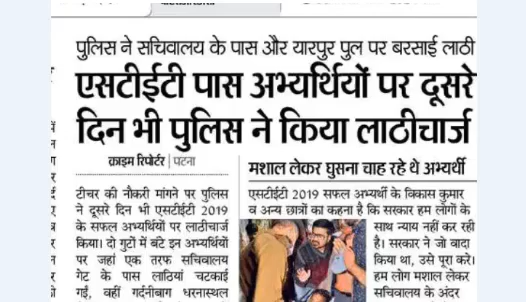 पुलिस ने सचिवालय के पास और यारपुर पुल पर बरसाई लाठी
एसटीईटी पास अभ्यर्थियों पर दूसरे
दिन भी पुलिस ने किया लाठीचार्ज
क्राइम रिपोर्टर | पटना
टीचर की नौकरी मांगने पर पुलिस
ने दूसरे दिन भी एसटीईटी 2019
के सफल अभ्यर्थियों पर लाठीचार्ज
किया। दो गुटों में बंटे इन अभ्यर्थियों
पर जहां एक तरफ सचिवालय
गेट के पास लाठियां चटकाई
गईं, वहीं गर्दनीबाग धरनास्थल
मशाल लेकर घुसना चाह रहे थे अभ्यर्थी
एसटीईटी 2019 सफल अभ्यर्थी के विकास कुमार
व अन्य छात्रों का कहना है कि सरकार हम लोगों के
साथ न्याय नहीं कर रही
है। सरकार ने जो वादा
किया था, उसे पूरा करे।
हम लोग मशाल लेकर
सचिवालय के अंदर